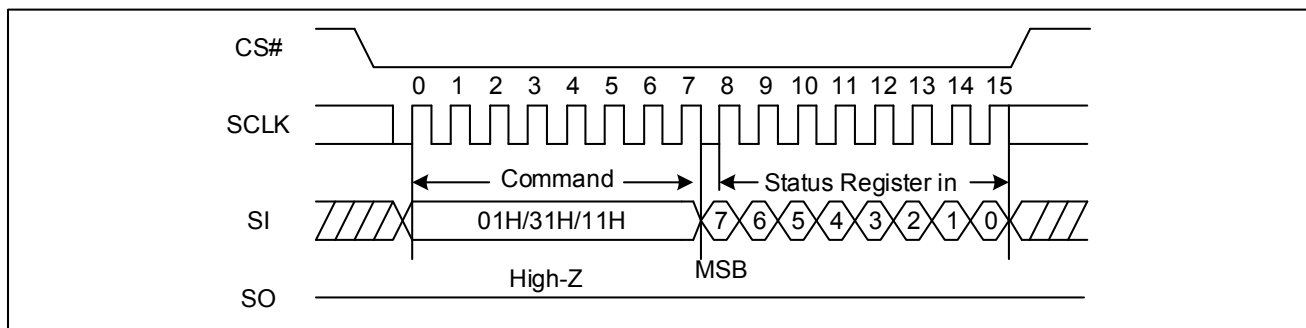 CS#
0 1 2 3 4 5 6 7 8 9 10 11 12 13 14 15
SCLK
Command
Status Register in
SI
01H/31H/11H
7 6 5 4 3 2 1 0
High-Z
MSB
SO